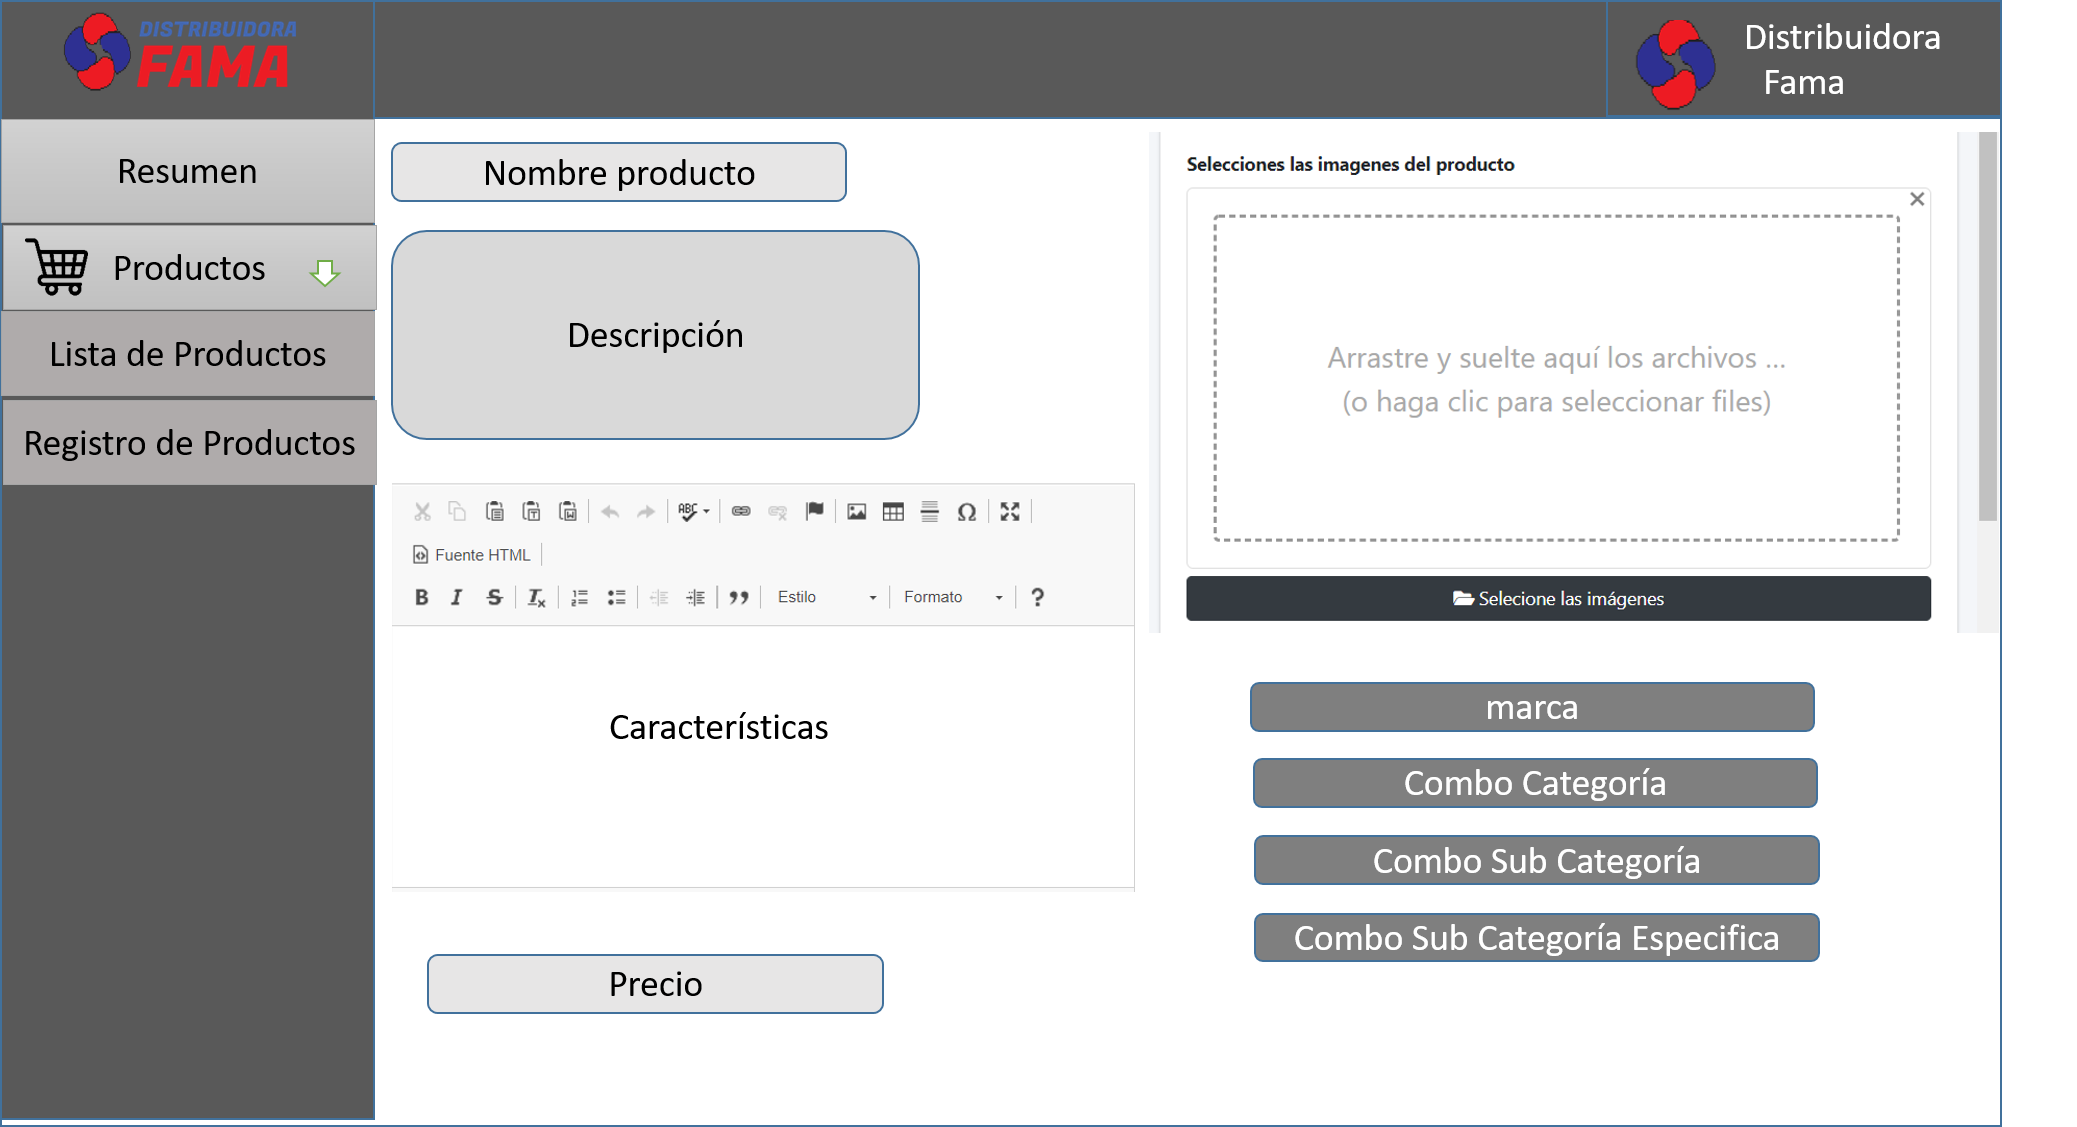 DISTRIBUIDORA
FAMA
Distribuidora
Fama
Resumen
Productos
Lista de Productos
Registro de Productos
Nombre producto
Descripción
ABC
Fuente HTML
B I S Tx
Estilo
Formato
?
Características
Precio
Selecciones las imagenes del producto
Arrastre y suelte aquí los archivos ...
(o haga clic para seleccionar files)
Selecione las imágenes
marca
Combo Categoría
Combo Sub Categoría
Combo Sub Categoría Especifica